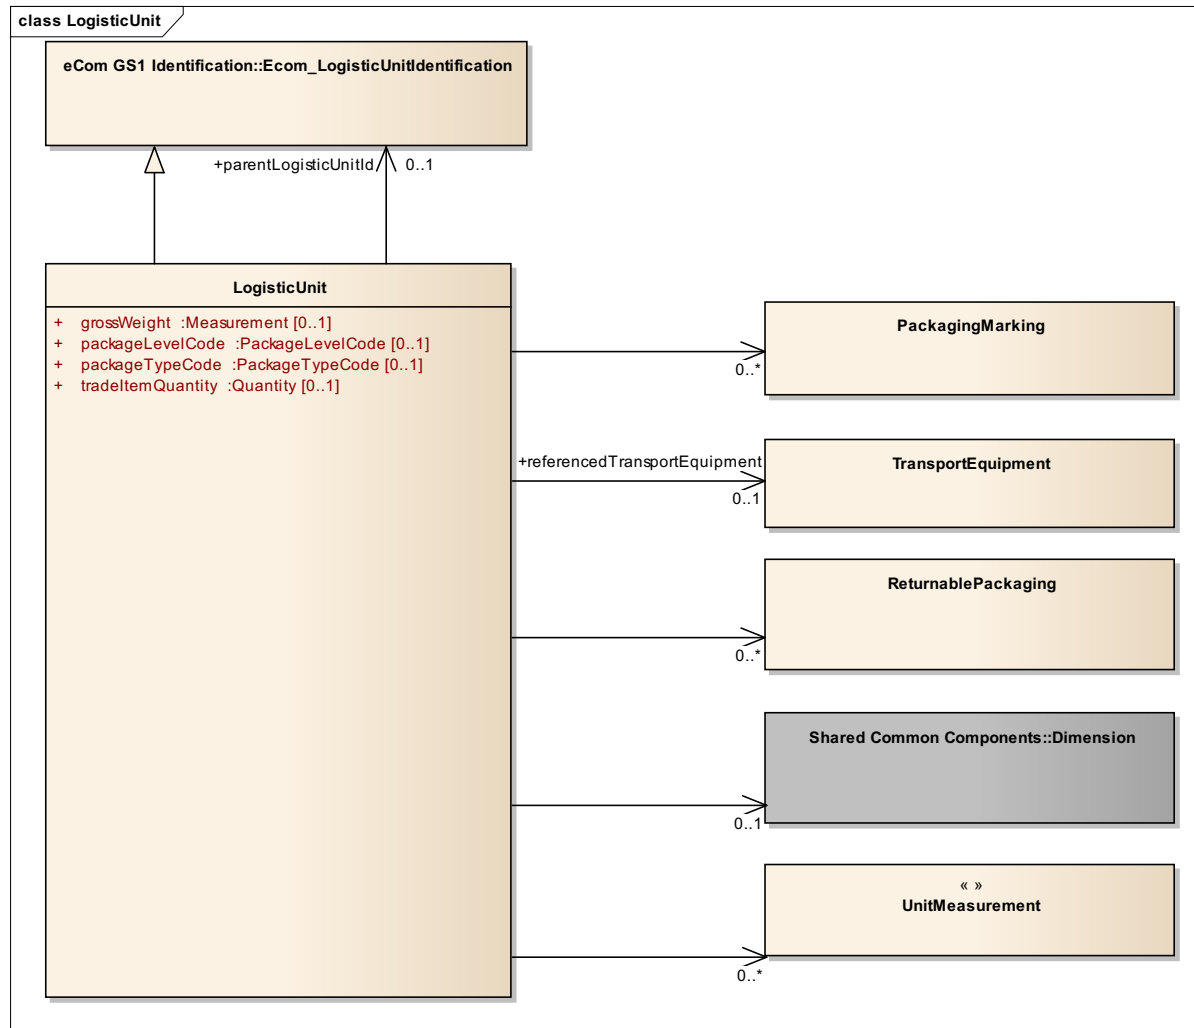 class LogisticUnit
eCom GS1 Identification::Ecom_LogisticUnitIdentification
+parentLogisticUnitId 0..1
LogisticUnit
+ grossWeight :Measurement [0..1]
+ packageLevelCode :PackageLevelCode [0..1]
+ packageTypeCode :PackageTypeCode [0..1]
+ tradeItemQuantity :Quantity [0..1]
PackagingMarking
0..*
+referencedTransportEquipment
TransportEquipment
0..1
ReturnablePackaging
0..*
Shared Common Components::Dimension
0..1
« »
UnitMeasurement
0..*